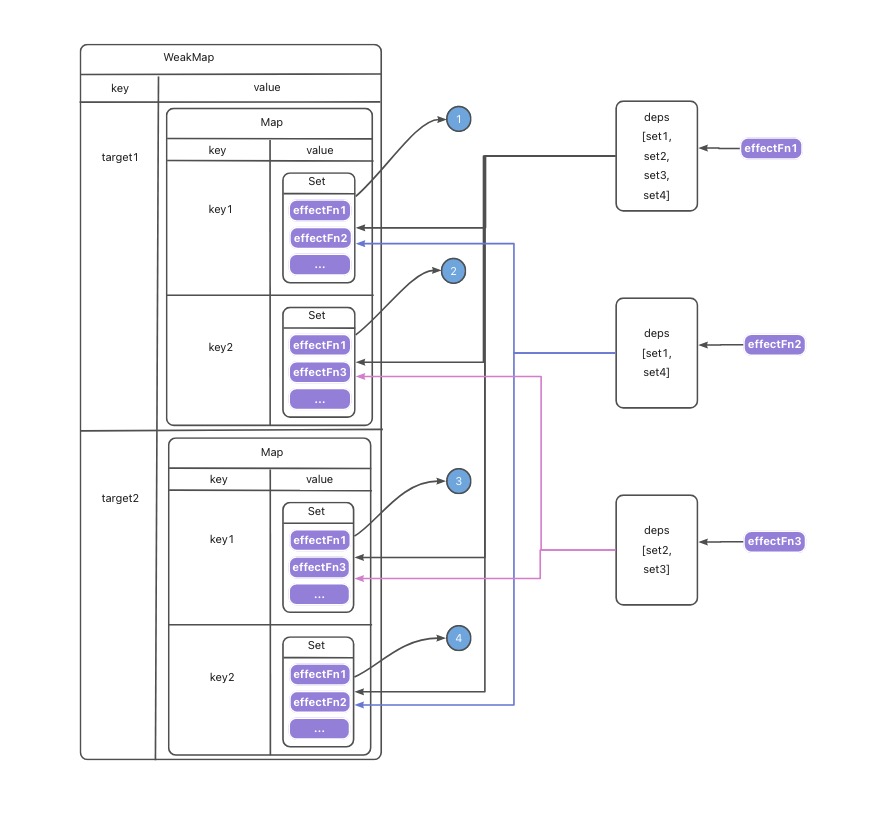 WeakMap
key
value
target1
Map
key
value
key1
Set
effectFn1
effectFn2
...
1
key2
Set
effectFn1
effectFn3
...
2
target2
Map
key
value
key1
Set
effectFn1
effectFn3
...
3
key2
Set
effectFn1
effectFn2
...
4
deps
[set1,
set2,
set3,
set4]
effectFn1
deps
[set1,
set4]
effectFn2
deps
[set2,
set3]
effectFn3